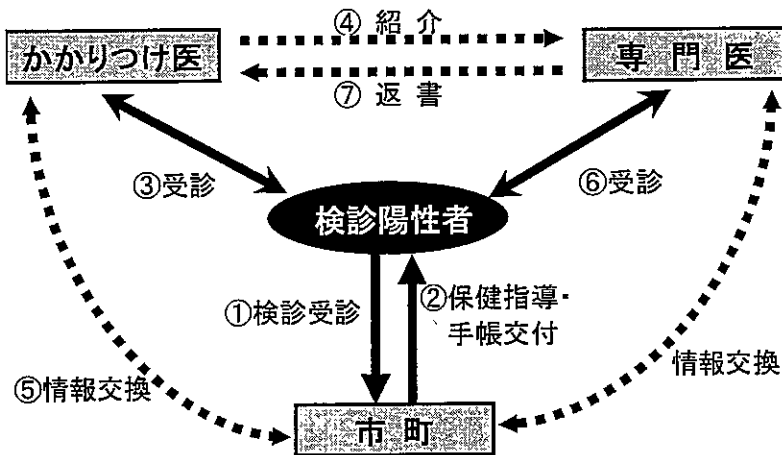 ④ 紹 介
かかりつけ医
専 門 医
⑦ 返 書
③受診
⑥受診
検診陽性者
①検診受診
②保健指導・
手帳交付
⑤情報交換
情報交換
市 町